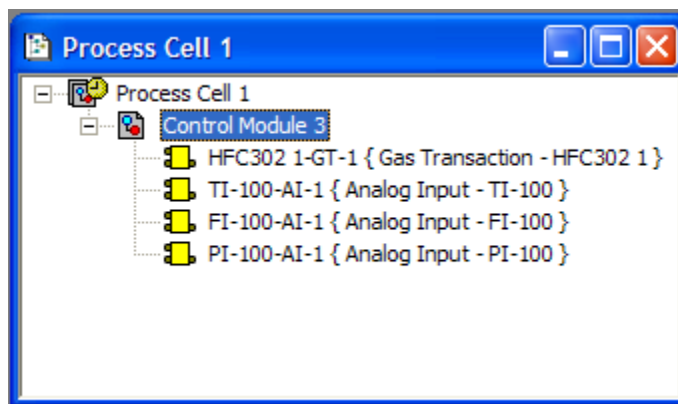 Process Cell 1
Process Cell 1
Control Module 3
HFC302 1-GT-1 { Gas Transaction - HFC302 1 }
TI-100-AI-1 { Analog Input - TI-100 }
FI-100-AI-1 { Analog Input - FI-100 }
PI-100-AI-1 { Analog Input - PI-100 }